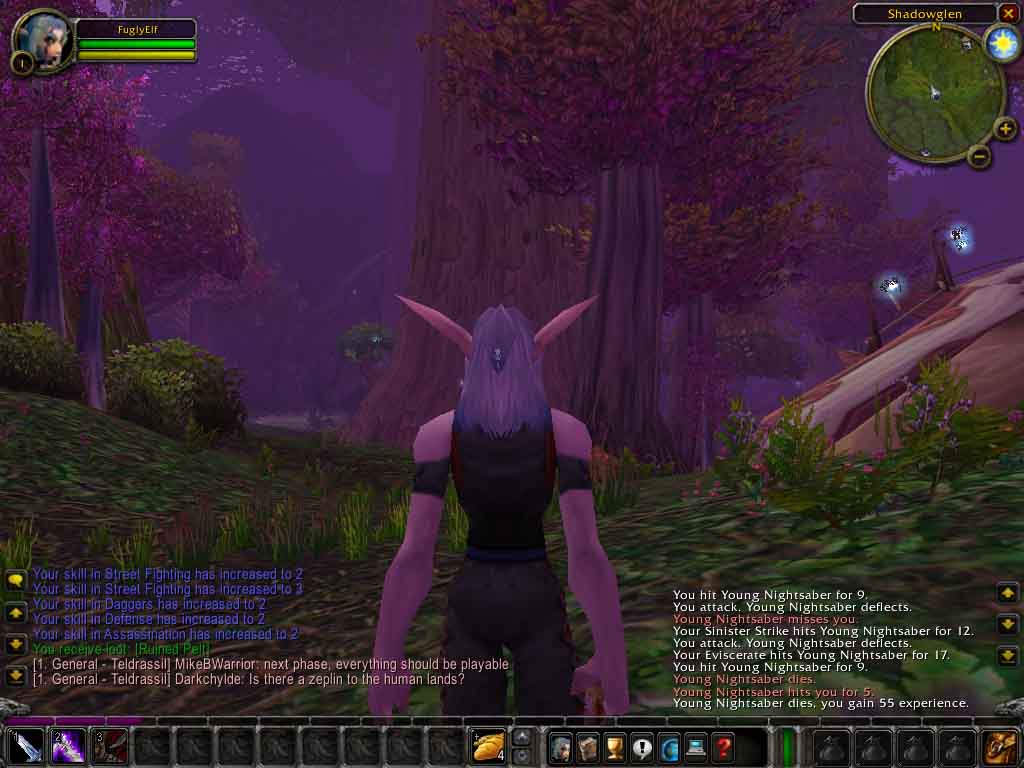 FuglyElf
1
Shadowglen
N
Your skill in Street Fighting has increased to 2
Your skill in Street Fighting has increased to 3
Your skill in Daggers has increased to 2
Your skill in Defense has increased to 2
Your skill in Assassination has increased to 2
You receive loot: [Ruined Pelt]
[1. General - Teldrassil] MikeBWarrior: next phase, everything should be playable
[1. General - Teldrassil] Darkchylde: Is there a zeplin to the human lands?
You hit Young Nightsaber for 9.
You attack. Young Nightsaber deflects.
Young Nightsaber misses you.
Your Sinister Strike hits Young Nightsaber for 12.
You attack. Young Nightsaber deflects.
Your Eviscerate hits Young Nightsaber for 17.
You hit Young Nightsaber for 9.
Young Nightsaber dies.
Young Nightsaber hits you for 5.
Young Nightsaber dies, you gain 55 experience.
1 2 3 4